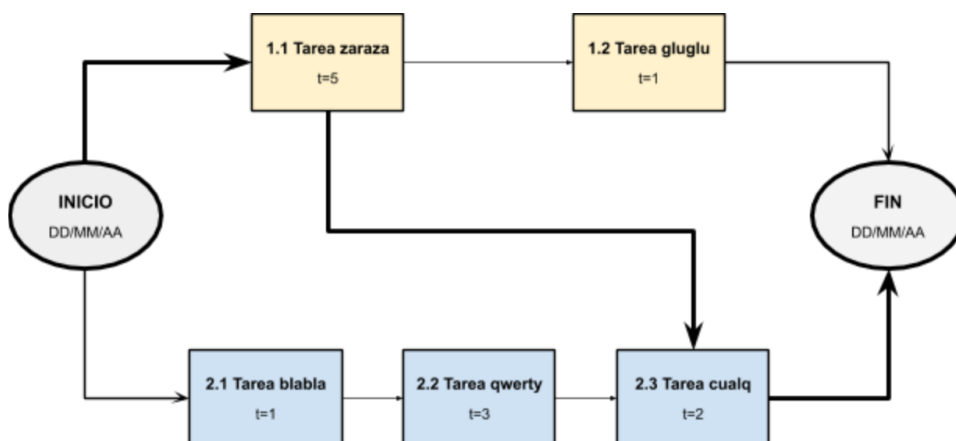 1.1 Tarea zaraza
t=5
1.2 Tarea gluglu
t=1
INICIO
DD/MM/AA
FIN
DD/MM/AA
2.1 Tarea blabla
t=1
2.2 Tarea qwerty
t=3
2.3 Tarea cualq
t=2